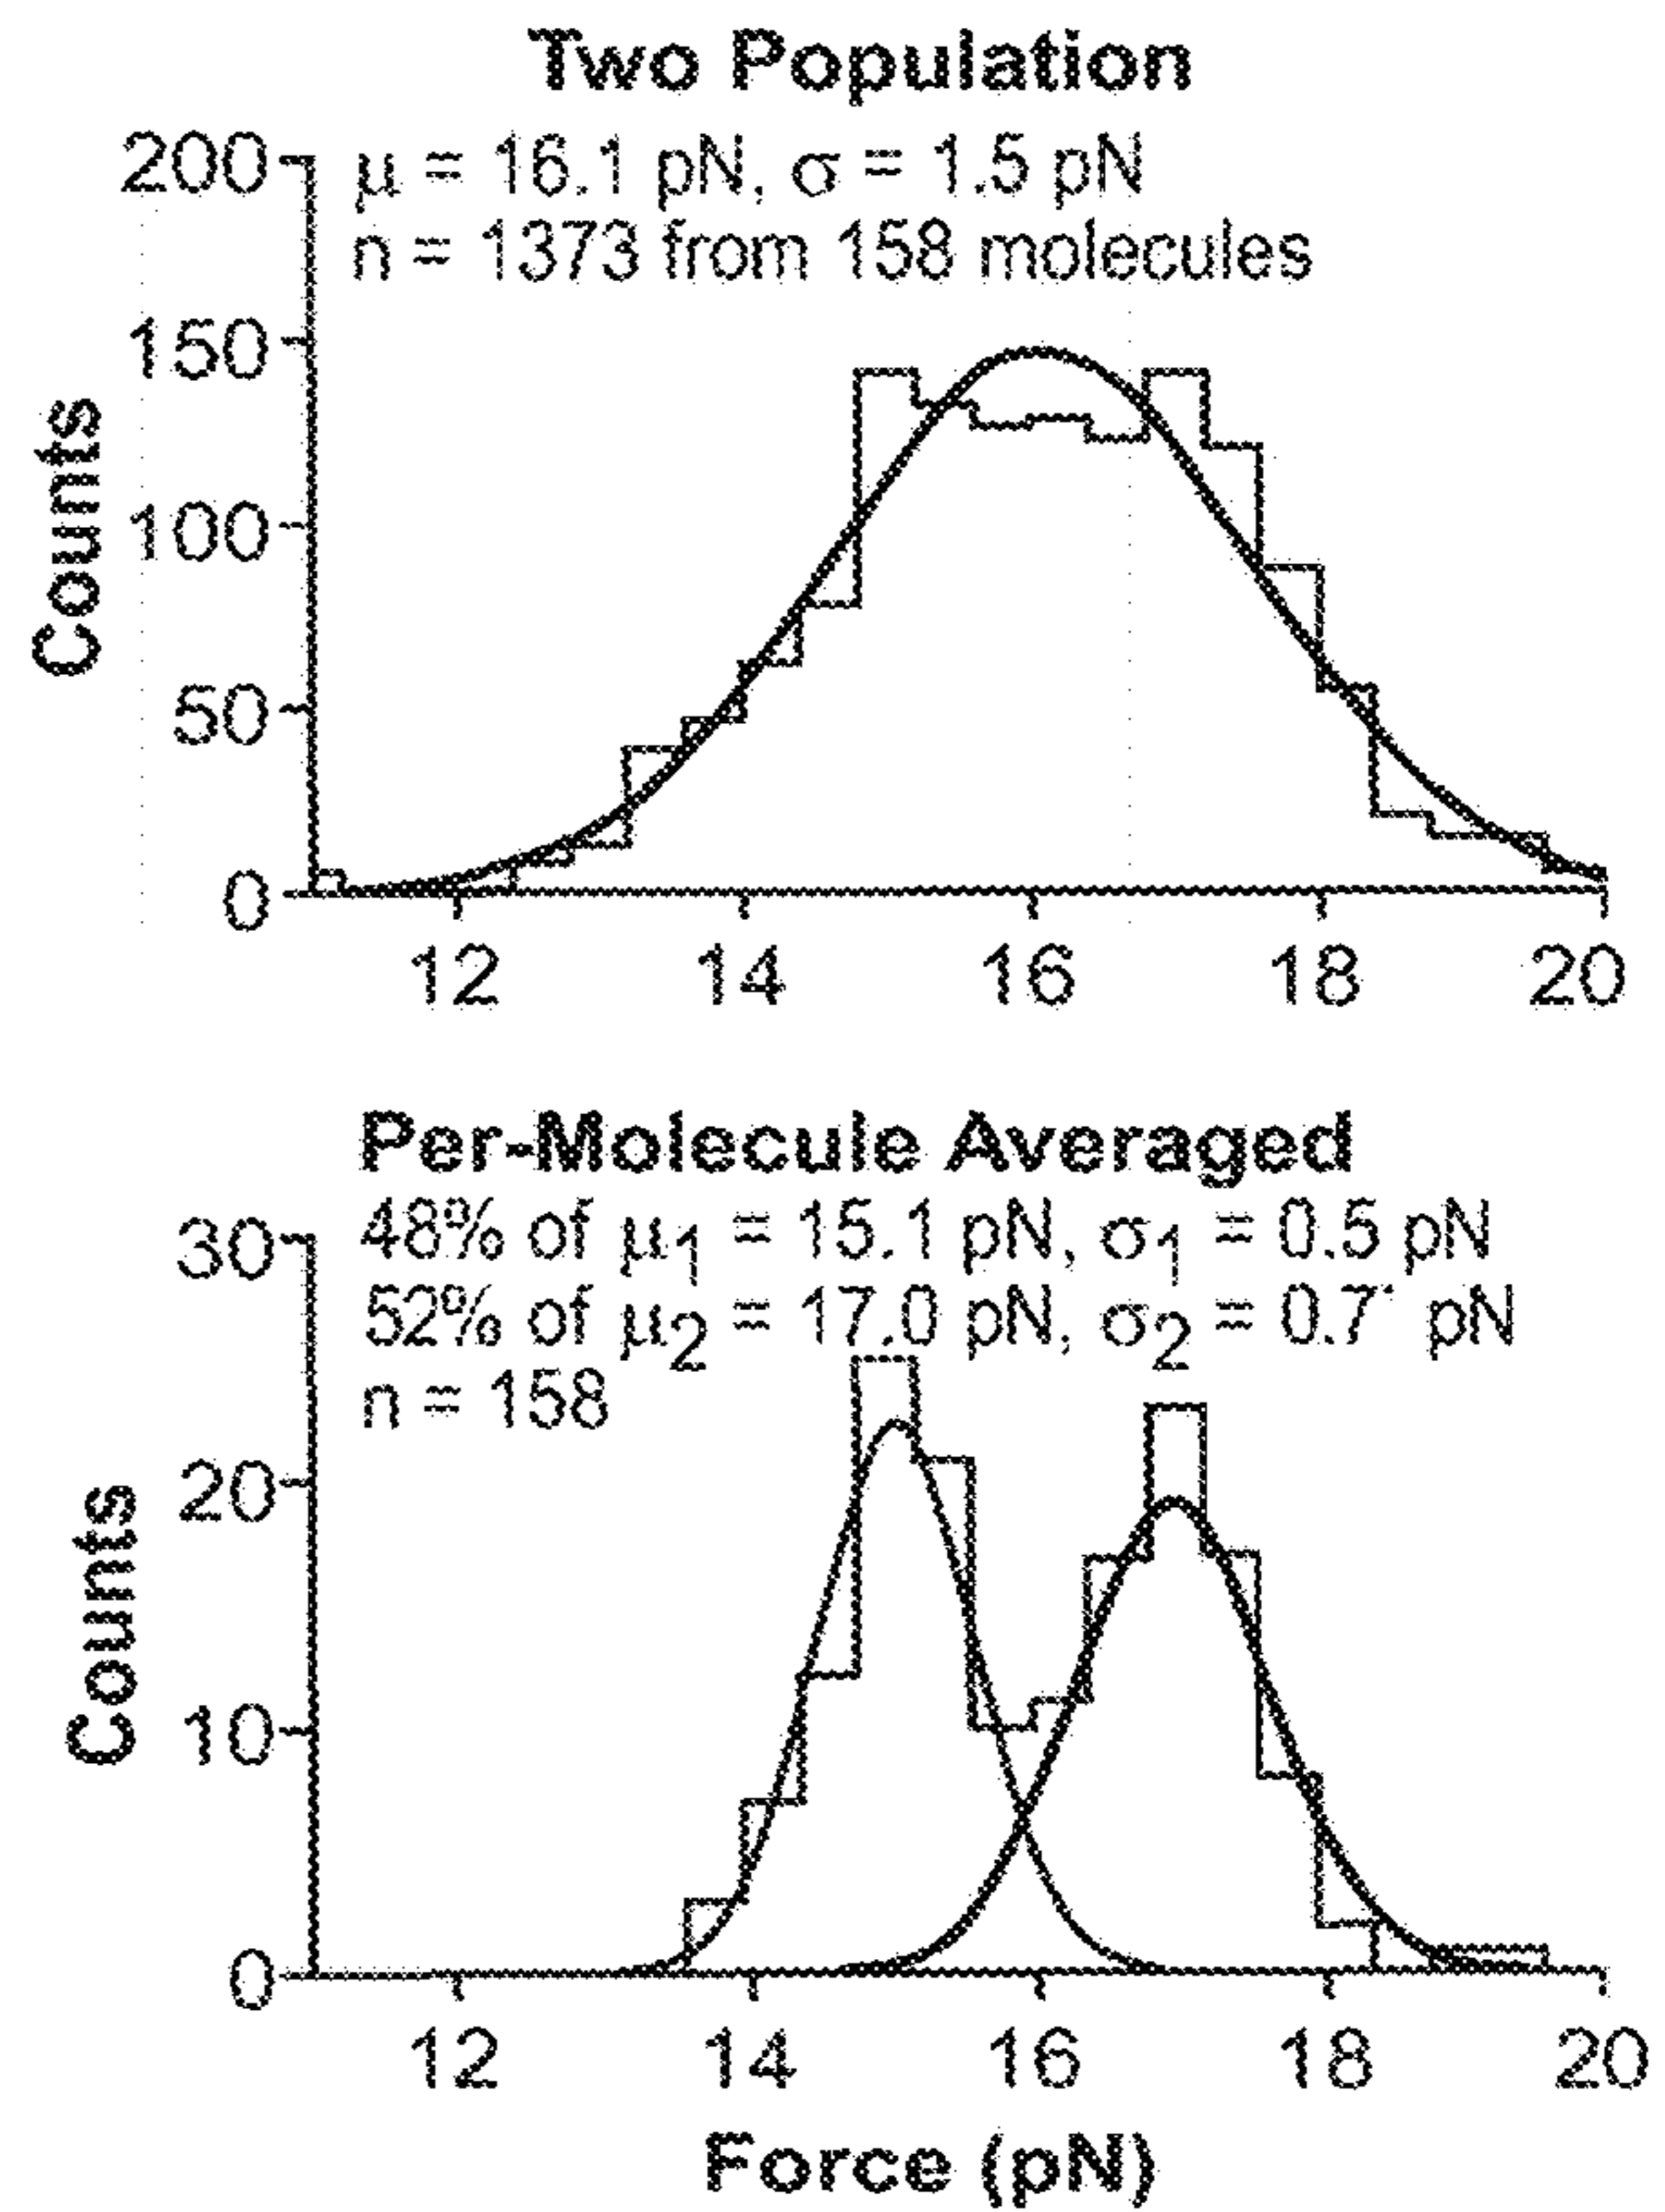 Two Population
μ = 16.1 pN, σ = 1.5 pN
n = 1373 from 158 molecules
200
150
100
50
0
Counts
12 14 16 18 20
Per-Molecule Averaged
48% of μ1 = 15.1 pN, σ1 = 0.5 pN
52% of μ2 = 17.0 pN, σ2 = 0.7 pN
n = 158
30
20
10
0
Counts
12 14 16 18 20
Force (pN)